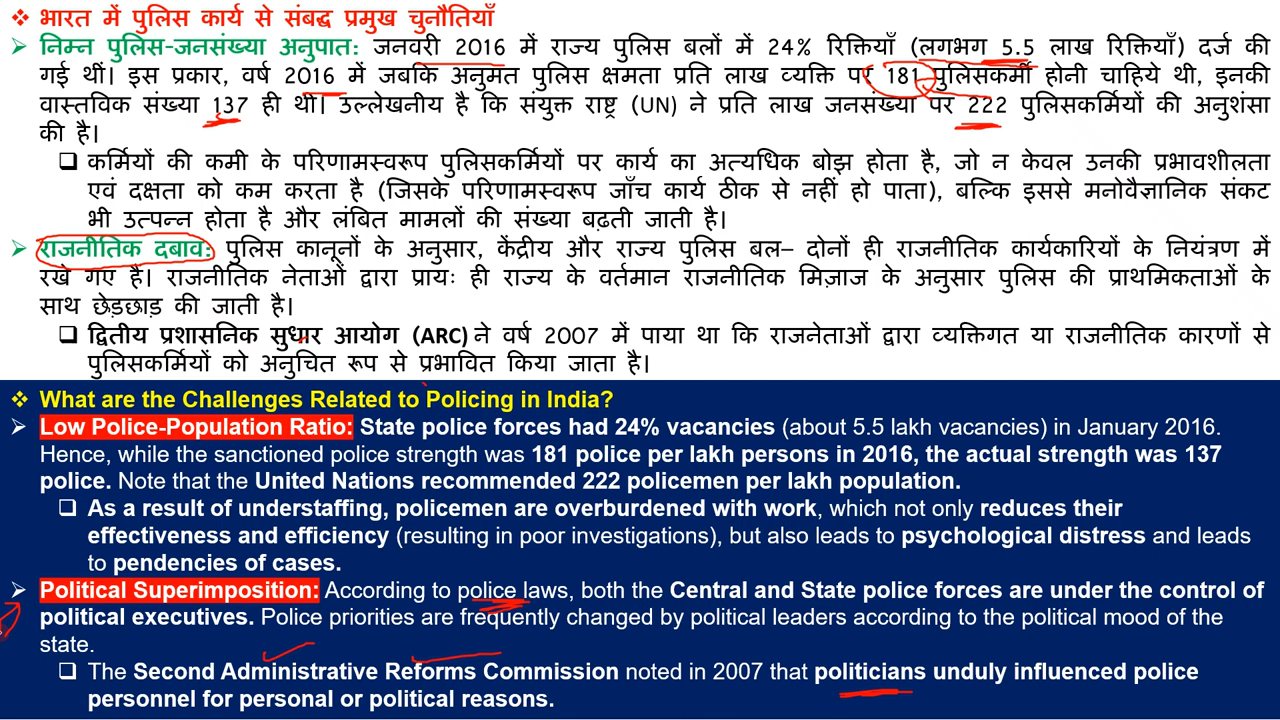 ❖ भारत में पुलिस कार्य से संबद्ध प्रमुख चुनौतियाँ
➢ निम्न पुलिस-जनसंख्या अनुपात: जनवरी 2016 में राज्य पुलिस बलों में 24% रिक्तियाँ (लगभग 5.5 लाख रिक्तियाँ) दर्ज की
गई थीं। इस प्रकार, वर्ष 2016 में जबकि अनुमत पुलिस क्षमता प्रति लाख व्यक्ति पर 181 पुलिसकर्मी होनी चाहिये थी, इनकी
वास्तविक संख्या 137 ही थी। उल्लेखनीय है कि संयुक्त राष्ट्र (UN) ने प्रति लाख जनसंख्या पर 222 पुलिसकर्मियों की अनुशंसा
की है।
❑ कर्मियों की कमी के परिणामस्वरूप पुलिसकर्मियों पर कार्य का अत्यधिक बोझ होता है, जो न केवल उनकी प्रभावशीलता
एवं दक्षता को कम करता है (जिसके परिणामस्वरूप जाँच कार्य ठीक से नहीं हो पाता), बल्कि इससे मनोवैज्ञानिक संकट
भी उत्पन्न होता है और लंबित मामलों की संख्या बढ़ती जाती है।
➢ राजनीतिक दबाव: पुलिस कानूनों के अनुसार, केंद्रीय और राज्य पुलिस बल– दोनों ही राजनीतिक कार्यकारियों के नियंत्रण में
रखे गए हैं। राजनीतिक नेताओं द्वारा प्रायः ही राज्य के वर्तमान राजनीतिक मिज़ाज के अनुसार पुलिस की प्राथमिकताओं के
साथ छेड़छाड़ की जाती है।
❑ द्वितीय प्रशासनिक सुधार आयोग (ARC) ने वर्ष 2007 में पाया था कि राजनेताओं द्वारा व्यक्तिगत या राजनीतिक कारणों से
पुलिसकर्मियों को अनुचित रूप से प्रभावित किया जाता है।
❖ What are the Challenges Related to Policing in India?
➢ Low Police-Population Ratio: State police forces had 24% vacancies (about 5.5 lakh vacancies) in January 2016.
Hence, while the sanctioned police strength was 181 police per lakh persons in 2016, the actual strength was 137
police. Note that the United Nations recommended 222 policemen per lakh population.
❑ As a result of understaffing, policemen are overburdened with work, which not only reduces their
effectiveness and efficiency (resulting in poor investigations), but also leads to psychological distress and leads
to pendencies of cases.
➢ Political Superimposition: According to police laws, both the Central and State police forces are under the control of
political executives. Police priorities are frequently changed by political leaders according to the political mood of the
state.
❑ The Second Administrative Reforms Commission noted in 2007 that politicians unduly influenced police
personnel for personal or political reasons.